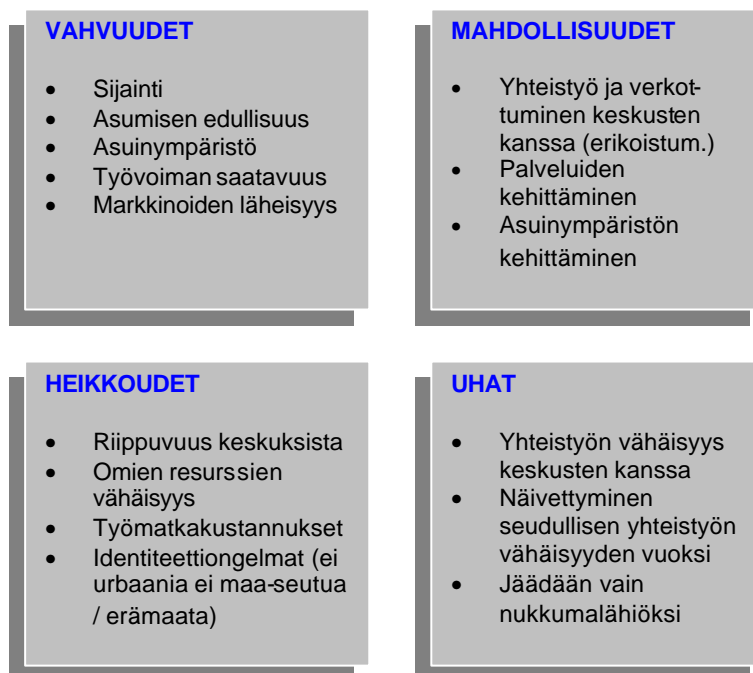 VAHVUUDET
• Sijainti
• Asumisen edullisuus
• Asuinympäristö
• Työvoiman saatavuus
• Markkinoiden läheisyys
MAHDOLLISUUDET
• Yhteistyö ja verkot-
tuminen keskusten
kanssa (erikoistum.)
• Palveluiden
kehittäminen
• Asuinympäristön
kehittäminen
HEIKKOUDET
• Riippuvuus keskuksista
• Omien resurssien
vähäisyys
• Työmatkakustannukset
• Identiteettiongelmat (ei
urbaania ei maa-seutua
/ erämaata)
UHAT
• Yhteistyön vähäisyys
keskusten kanssa
• Näivettyminen
seudullisen yhteistyön
vähäisyyden vuoksi
• Jäädään vain
nukkumalähiöksi